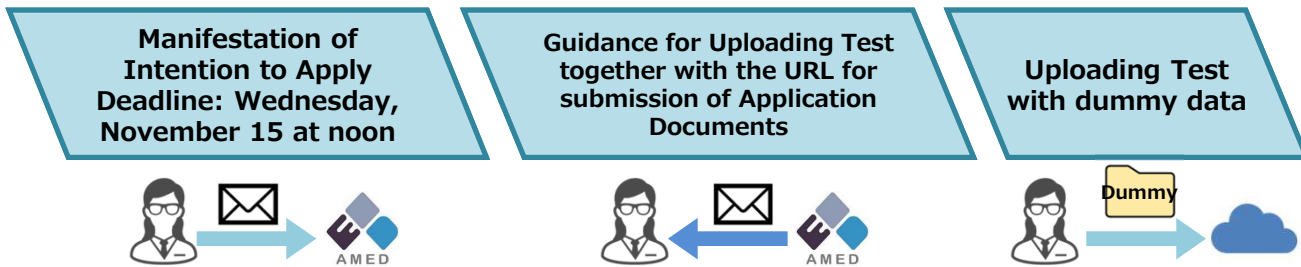 Manifestation of
Intention to Apply
Deadline: Wednesday,
November 15 at noon
Guidance for Uploading Test
together with the URL for
submission of Application
Documents
Uploading Test
with dummy data
AMED
AMED
Dummy